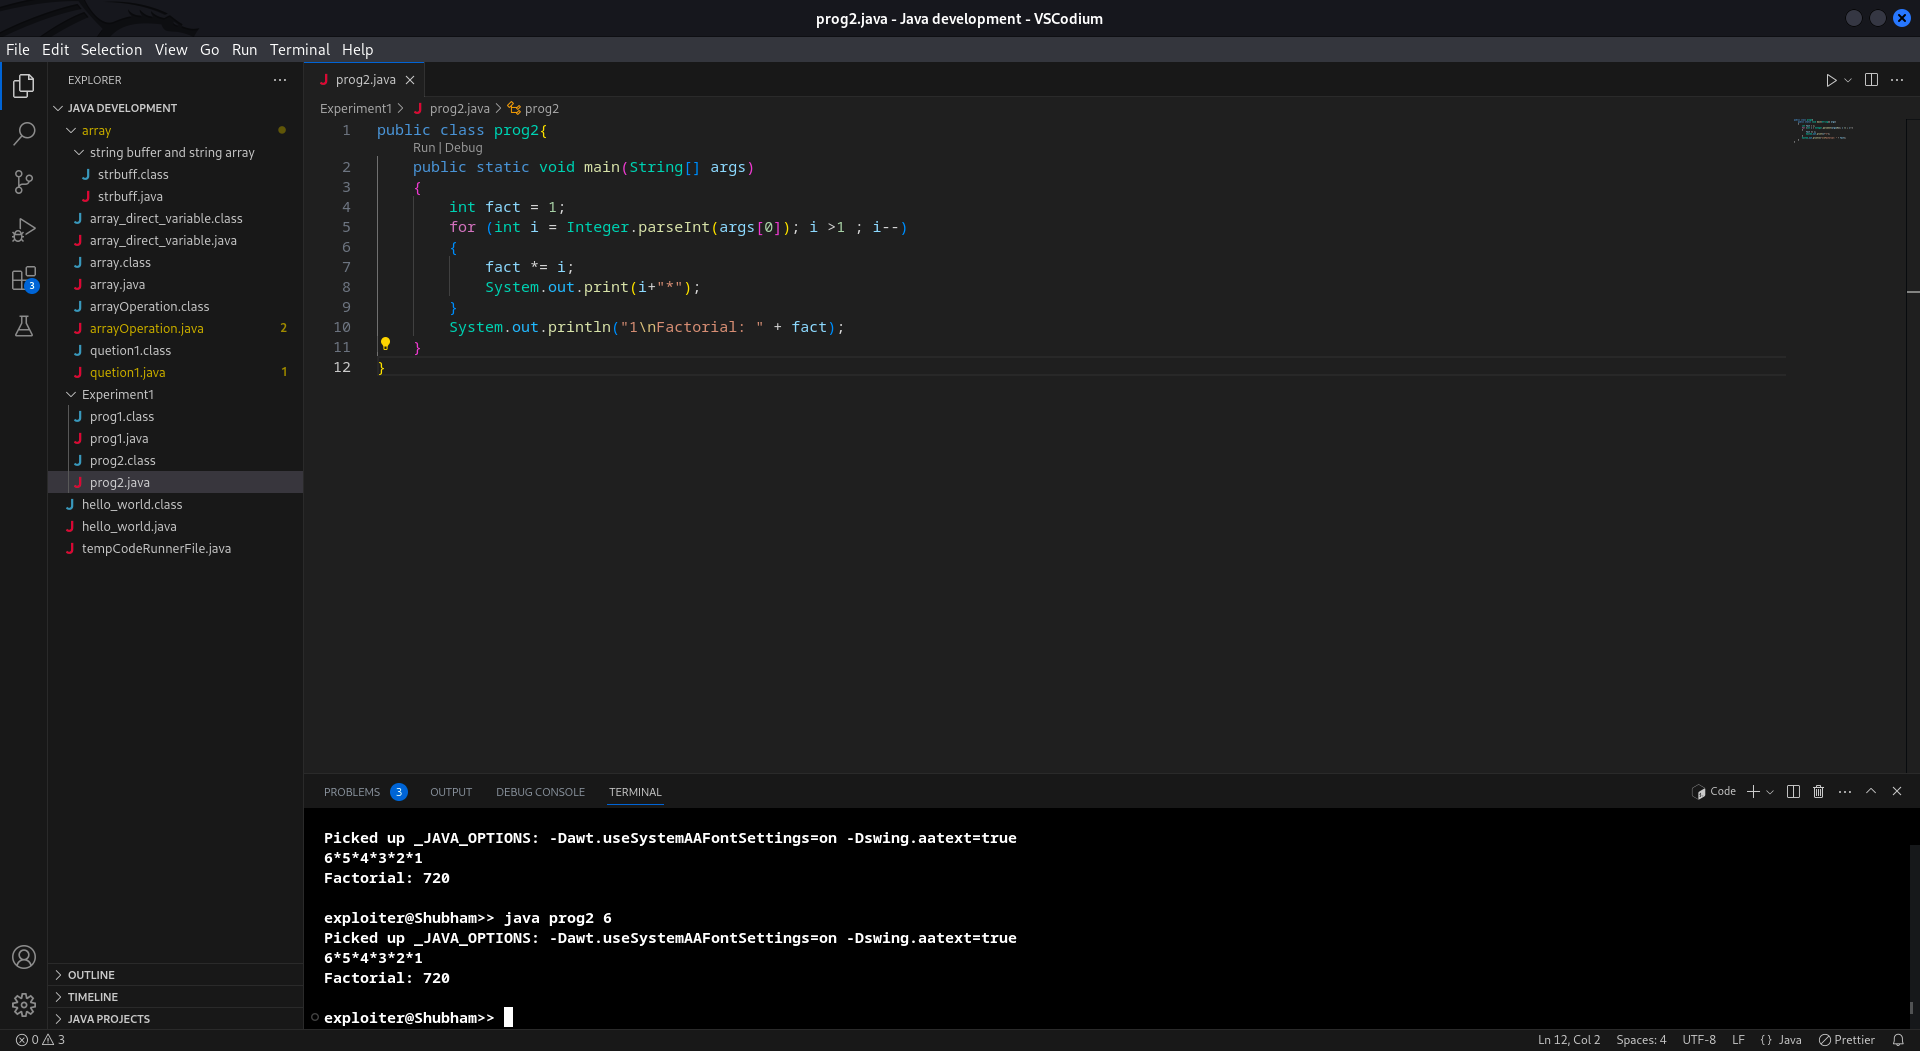 prog2.java - Java development - VSCodium
File Edit Selection View Go Run Terminal Help
EXPLORER
JAVA DEVELOPMENT
array
string buffer and string array
strbuff.class
strbuff.java
array_direct_variable.class
array_direct_variable.java
array.class
array.java
arrayOperation.class
arrayOperation.java 2
quetion1.class
quetion1.java 1
Experiment1
prog1.class
prog1.java
prog2.class
prog2.java
hello_world.class
hello_world.java
tempCodeRunnerFile.java
3
OUTLINE
TIMELINE
JAVA PROJECTS
prog2.java
Experiment1 > prog2.java > prog2
1 public class prog2{
Run | Debug
2 public static void main(String[] args)
3 {
4 int fact = 1;
5 for (int i = Integer.parseInt(args[0]); i >1 ; i--)
6 {
7 fact *= i;
8 System.out.print(i+"*");
9 }
10 System.out.println("1\nFactorial: " + fact);
11 }
12 }
PROBLEMS 3 OUTPUT DEBUG CONSOLE TERMINAL
Code
Picked up _JAVA_OPTIONS: -Dawt.useSystemAAFontSettings=on -Dswing.aatext=true
6*5*4*3*2*1
Factorial: 720
exploiter@Shubham>> java prog2 6
Picked up _JAVA_OPTIONS: -Dawt.useSystemAAFontSettings=on -Dswing.aatext=true
6*5*4*3*2*1
Factorial: 720
exploiter@Shubham>>
0 3
Ln 12, Col 2 Spaces: 4 UTF-8 LF {} Java Prettier